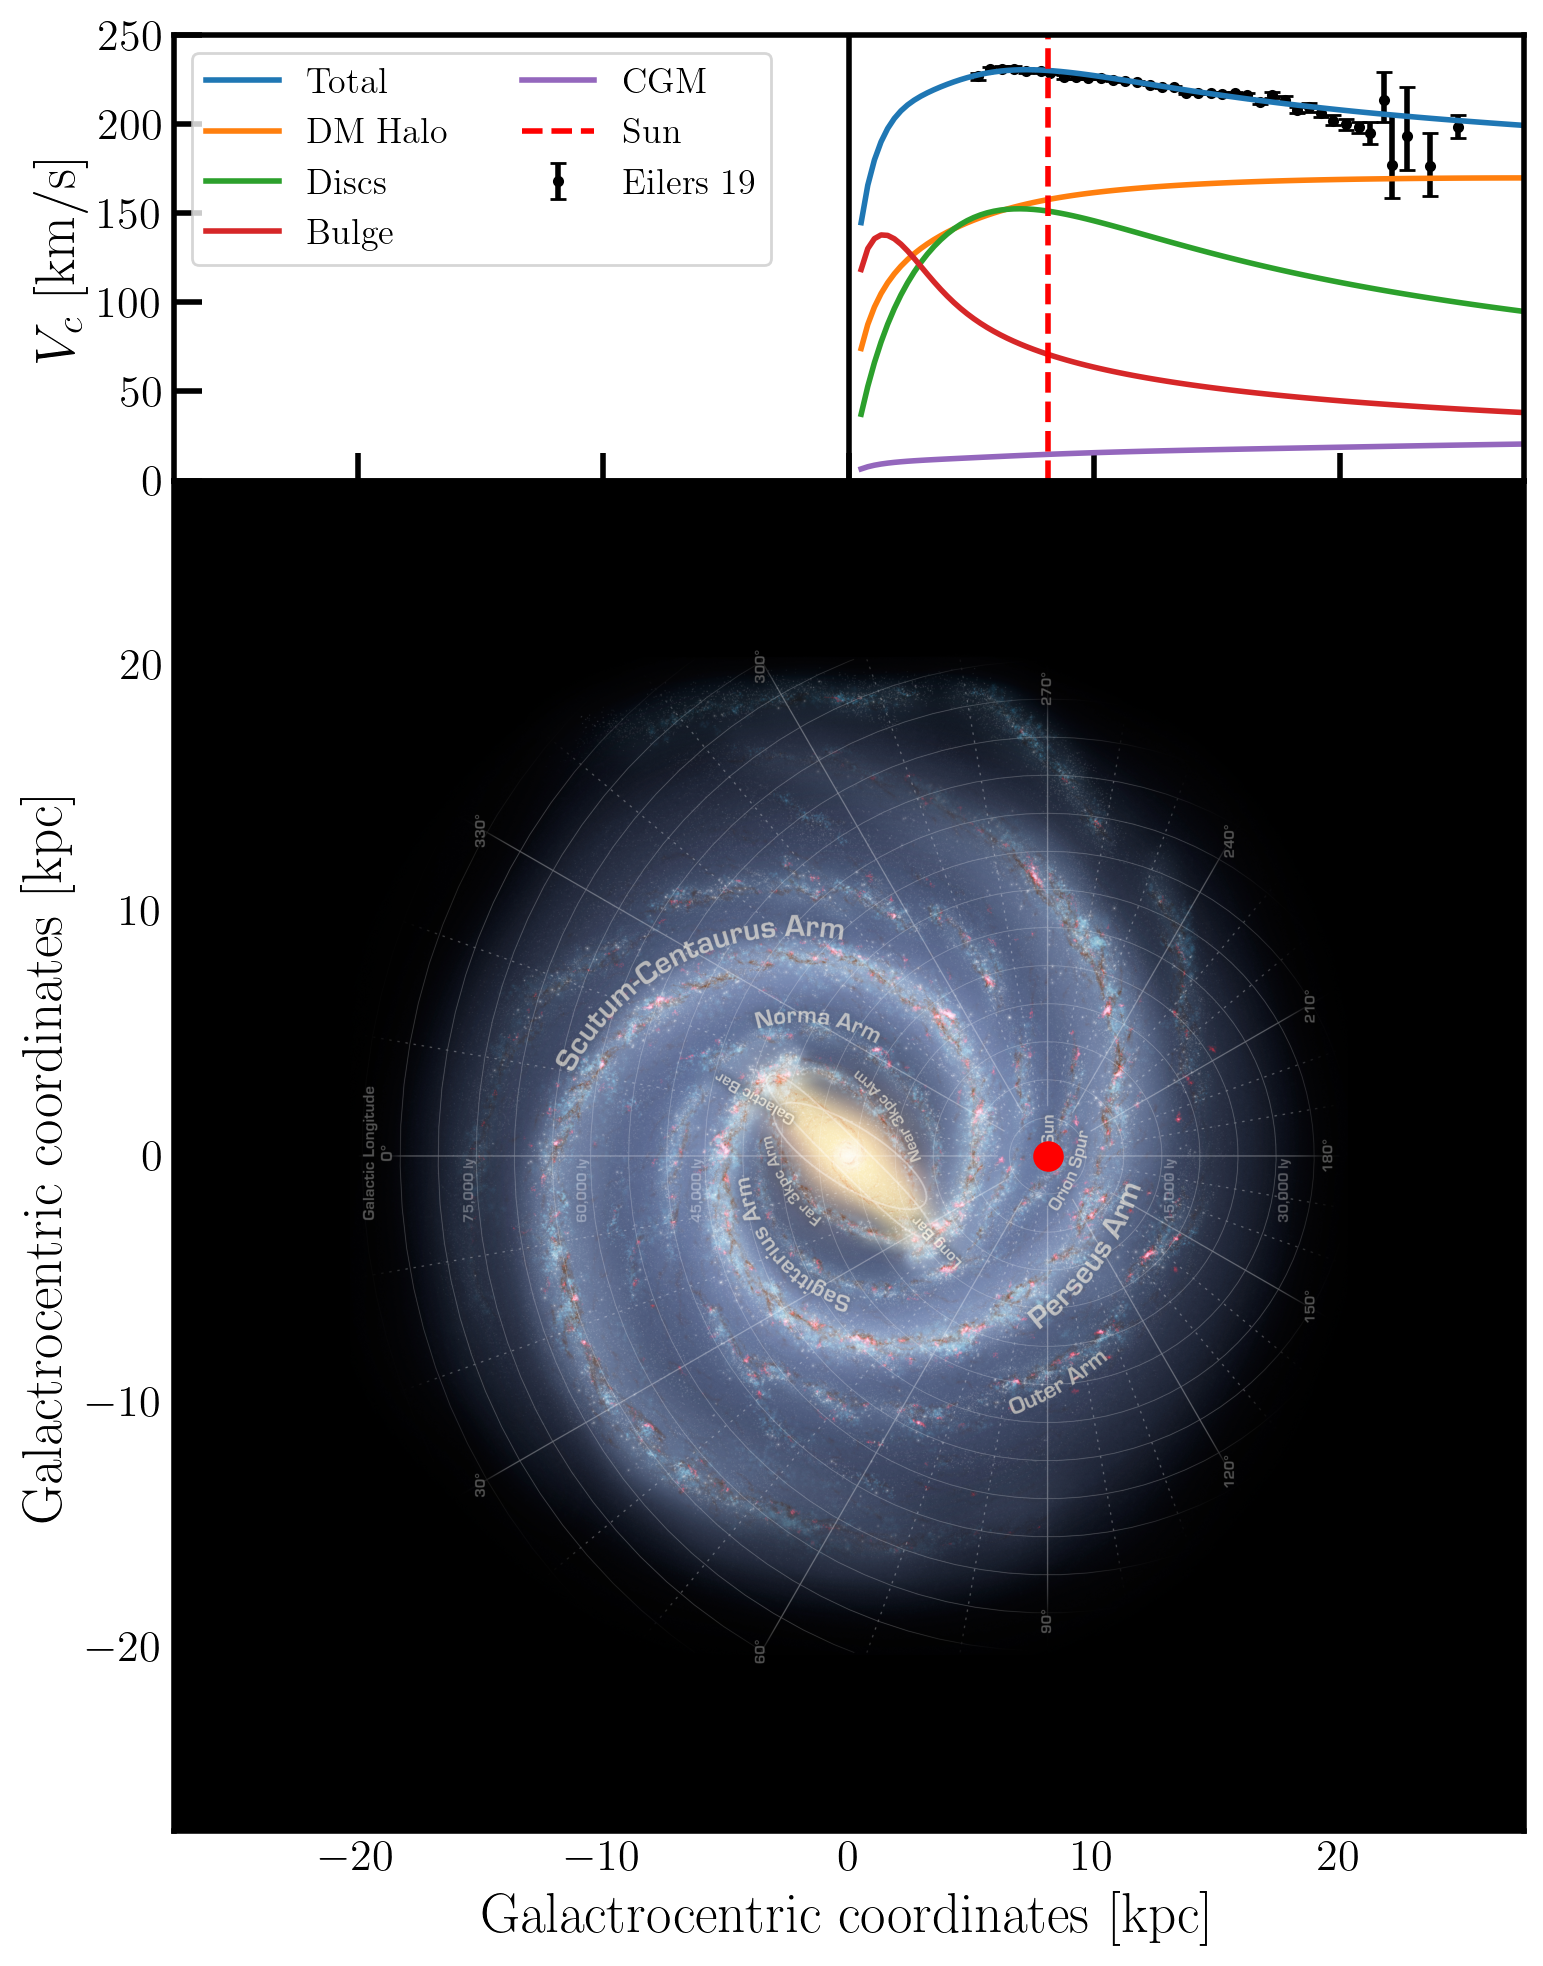 250
200
150
100
50
0
V_c [km/s]
Total
DM Halo
Discs
Bulge
CGM
Sun
Eilers 19
20
10
0
−10
−20
Galactrocentric coordinates [kpc]
300°
270°
330°
240°
Scutum-Centaurus Arm
Norma Arm
210°
Galactic Bar
Near 3kpc Arm
Galactic Longitude
0°
75,000 ly
60,000 ly
45,000 ly
Far 3kpc Arm
Sun
Orion Spur
15,000 ly
30,000 ly
180°
Sagittarius Arm
Long Bar
Perseus Arm
Outer Arm
150°
30°
120°
60°
90°
−20
−10
0
10
20
Galactrocentric coordinates [kpc]